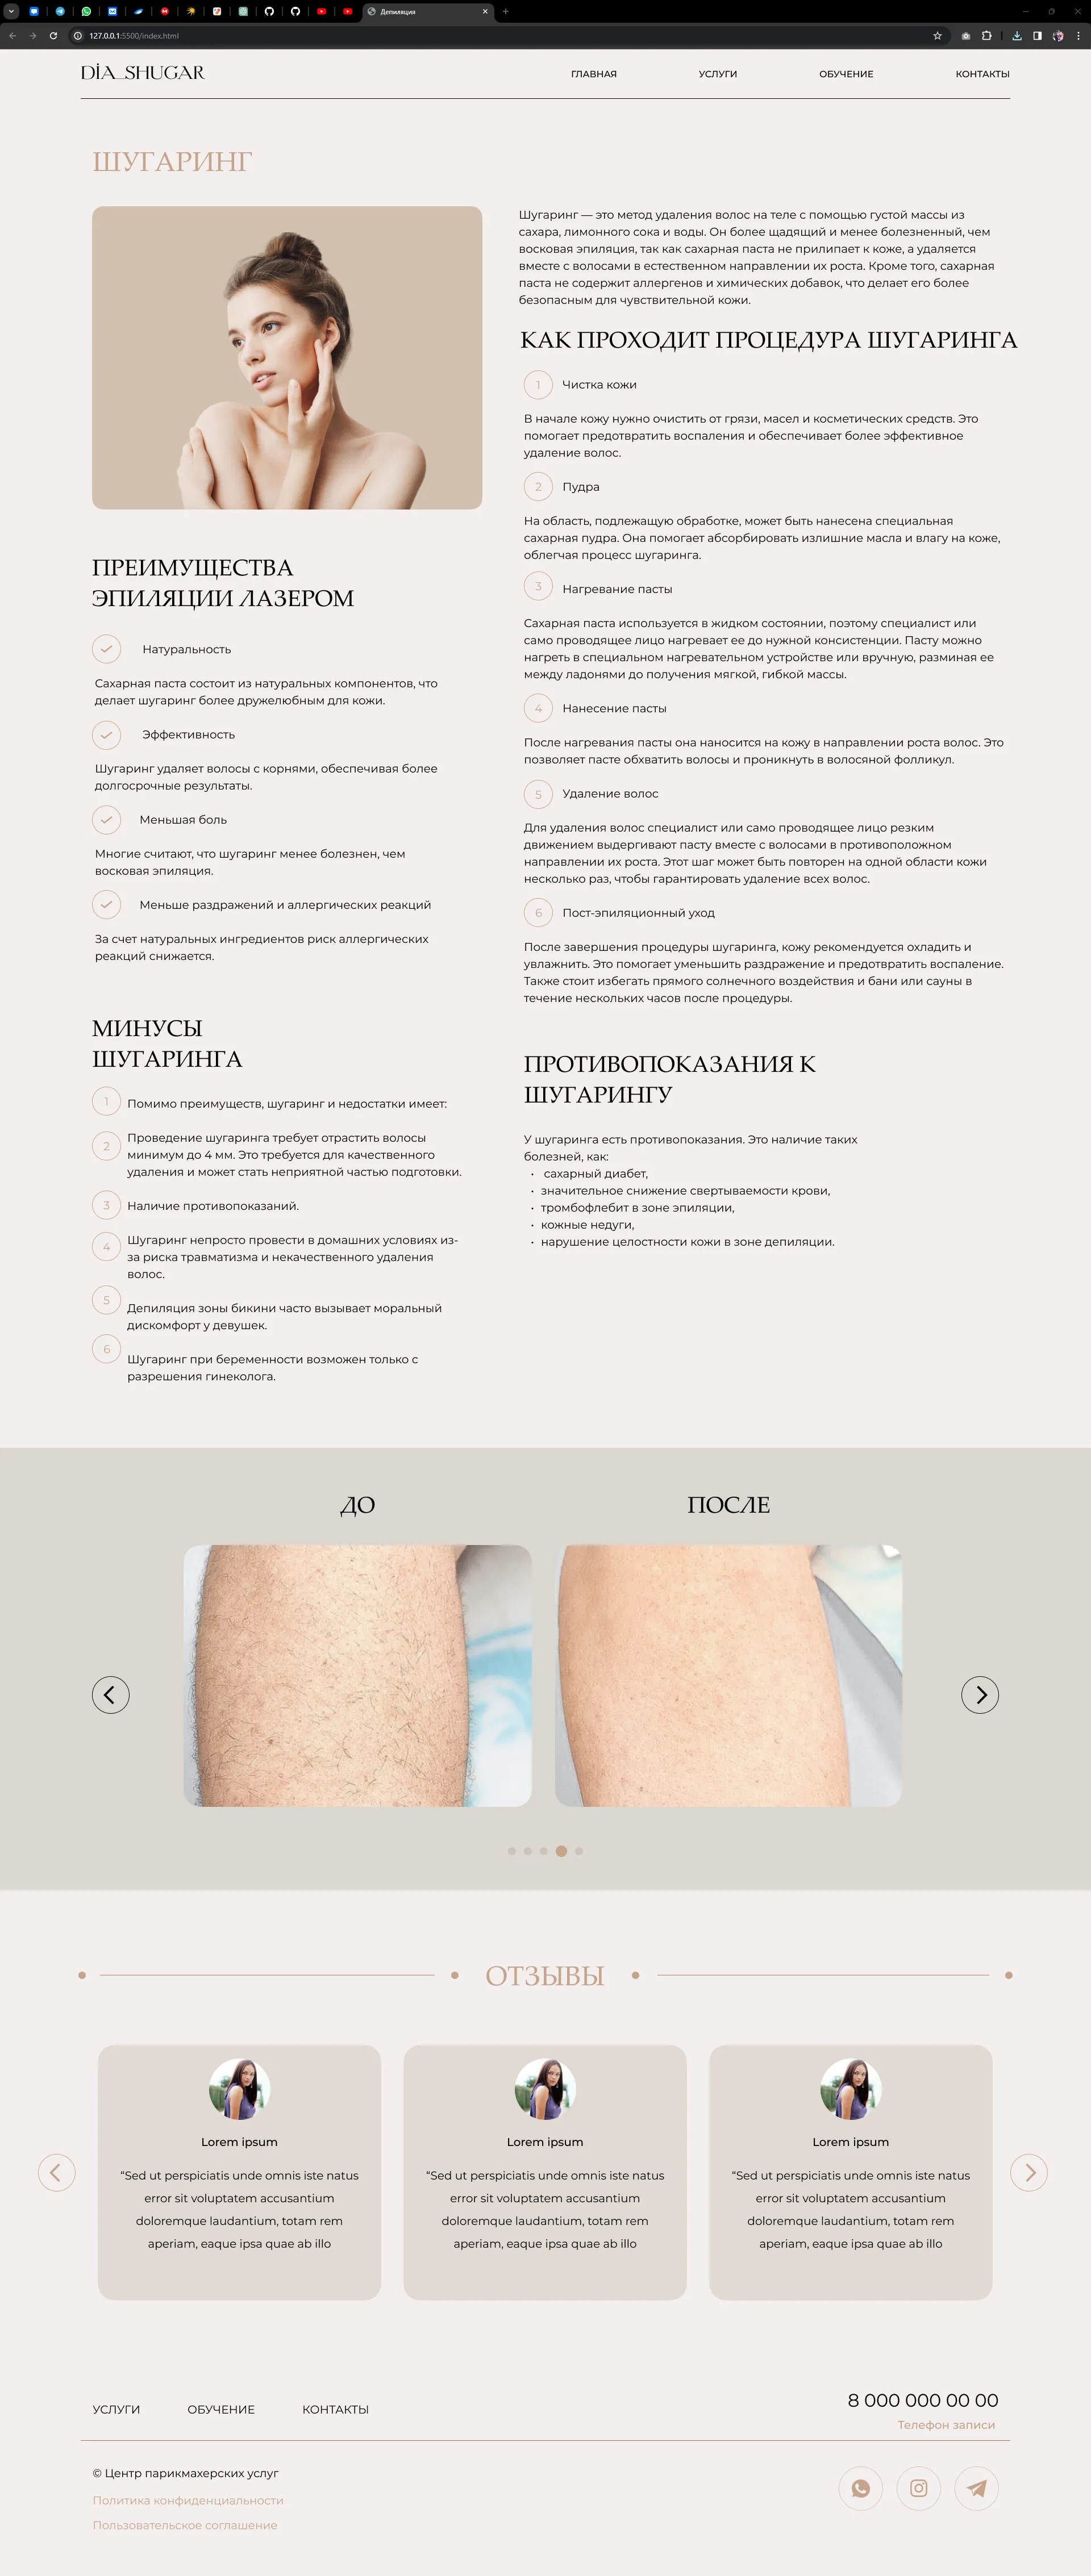 Депиляция
127.0.0.1:5500/index.html
DİA_SHUGAR
ГЛАВНАЯ
УСЛУГИ
ОБУЧЕНИЕ
КОНТАКТЫ
ШУГАРИНГ
Шугаринг — это метод удаления волос на теле с помощью густой массы из
сахара, лимонного сока и воды. Он более щадящий и менее болезненный, чем
восковая эпиляция, так как сахарная паста не прилипает к коже, а удаляется
вместе с волосами в естественном направлении их роста. Кроме того, сахарная
паста не содержит аллергенов и химических добавок, что делает его более
безопасным для чувствительной кожи.
КАК ПРОХОДИТ ПРОЦЕДУРА ШУГАРИНГА
1 Чистка кожи
В начале кожу нужно очистить от грязи, масел и косметических средств. Это
помогает предотвратить воспаления и обеспечивает более эффективное
удаление волос.
2 Пудра
На область, подлежащую обработке, может быть нанесена специальная
сахарная пудра. Она помогает абсорбировать излишние масла и влагу на коже,
облегчая процесс шугаринга.
3 Нагревание пасты
Сахарная паста используется в жидком состоянии, поэтому специалист или
само проводящее лицо нагревает ее до нужной консистенции. Пасту можно
нагреть в специальном нагревательном устройстве или вручную, разминая ее
между ладонями до получения мягкой, гибкой массы.
4 Нанесение пасты
После нагревания пасты она наносится на кожу в направлении роста волос. Это
позволяет пасте обхватить волосы и проникнуть в волосяной фолликул.
5 Удаление волос
Для удаления волос специалист или само проводящее лицо резким
движением выдергивают пасту вместе с волосами в противоположном
направлении их роста. Этот шаг может быть повторен на одной области кожи
несколько раз, чтобы гарантировать удаление всех волос.
6 Пост-эпиляционный уход
После завершения процедуры шугаринга, кожу рекомендуется охладить и
увлажнить. Это помогает уменьшить раздражение и предотвратить воспаление.
Также стоит избегать прямого солнечного воздействия и бани или сауны в
течение нескольких часов после процедуры.
ПРЕИМУЩЕСТВА
ЭПИЛЯЦИИ ЛАЗЕРОМ
Натуральность
Сахарная паста состоит из натуральных компонентов, что
делает шугаринг более дружелюбным для кожи.
Эффективность
Шугаринг удаляет волосы с корнями, обеспечивая более
долгосрочные результаты.
Меньшая боль
Многие считают, что шугаринг менее болезнен, чем
восковая эпиляция.
Меньше раздражений и аллергических реакций
За счет натуральных ингредиентов риск аллергических
реакций снижается.
МИНУСЫ
ШУГАРИНГА
1 Помимо преимуществ, шугаринг и недостатки имеет:
2 Проведение шугаринга требует отрастить волосы
минимум до 4 мм. Это требуется для качественного
удаления и может стать неприятной частью подготовки.
3 Наличие противопоказаний.
4 Шугаринг непросто провести в домашних условиях из-
за риска травматизма и некачественного удаления
волос.
5 Депиляция зоны бикини часто вызывает моральный
дискомфорт у девушек.
6 Шугаринг при беременности возможен только с
разрешения гинеколога.
ПРОТИВОПОКАЗАНИЯ К
ШУГАРИНГУ
У шугаринга есть противопоказания. Это наличие таких
болезней, как:
• сахарный диабет,
• значительное снижение свертываемости крови,
• тромбофлебит в зоне эпиляции,
• кожные недуги,
• нарушение целостности кожи в зоне депиляции.
ДО
ПОСЛЕ
ОТЗЫВЫ
Lorem ipsum
“Sed ut perspiciatis unde omnis iste natus
error sit voluptatem accusantium
doloremque laudantium, totam rem
aperiam, eaque ipsa quae ab illo
Lorem ipsum
“Sed ut perspiciatis unde omnis iste natus
error sit voluptatem accusantium
doloremque laudantium, totam rem
aperiam, eaque ipsa quae ab illo
Lorem ipsum
“Sed ut perspiciatis unde omnis iste natus
error sit voluptatem accusantium
doloremque laudantium, totam rem
aperiam, eaque ipsa quae ab illo
УСЛУГИ
ОБУЧЕНИЕ
КОНТАКТЫ
8 000 000 00 00
Телефон записи
© Центр парикмахерских услуг
Политика конфиденциальности
Пользовательское соглашение